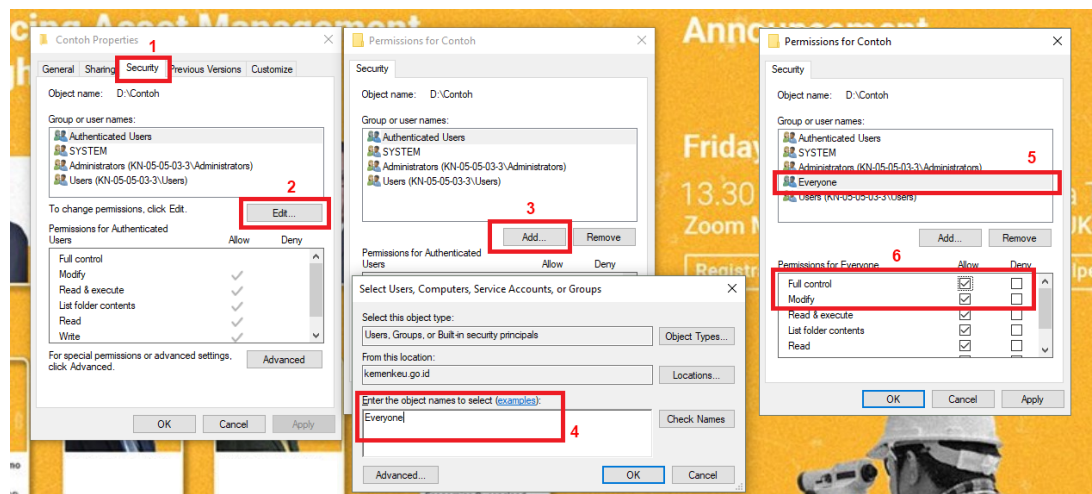 cing Asset Management
Contoh Properties
1
General Sharing Security Previous Versions Customize
Object name: D:\Contoh
Group or user names:
Authenticated Users
SYSTEM
Administrators (KN-05-05-03-3\Administrators)
Users (KN-05-05-03-3\Users)
2
To change permissions, click Edit.
Edit...
Permissions for Authenticated
Users Allow Deny
Full control
Modify
Read & execute
List folder contents
Read
Write
For special permissions or advanced settings,
click Advanced.
Advanced
OK Cancel Apply
Permissions for Contoh
Security
Object name: D:\Contoh
Group or user names:
Authenticated Users
SYSTEM
Administrators (KN-05-05-03-3\Administrators)
Users (KN-05-05-03-3\Users)
3
Add... Remove
Permissions for Authenticated
Users Allow Deny
Select Users, Computers, Service Accounts, or Groups
Select this object type:
Users, Groups, or Built-in security principals
Object Types...
From this location:
kemenkeu.go.id
Locations...
Enter the object names to select (examples):
Everyone
4
Check Names
Advanced...
OK Cancel
Announcement
Friday
13.30
Zoom M
Registr
Permissions for Contoh
Security
Object name: D:\Contoh
Group or user names:
Authenticated Users
SYSTEM
Administrators (KN-05-05-03-3\Administrators)
5
Everyone
Users (KN-05-05-03-3\Users)
Add... Remove
6
Permissions for Everyone Allow Deny
Full control
Modify
Read & execute
List folder contents
Read
OK Cancel Apply